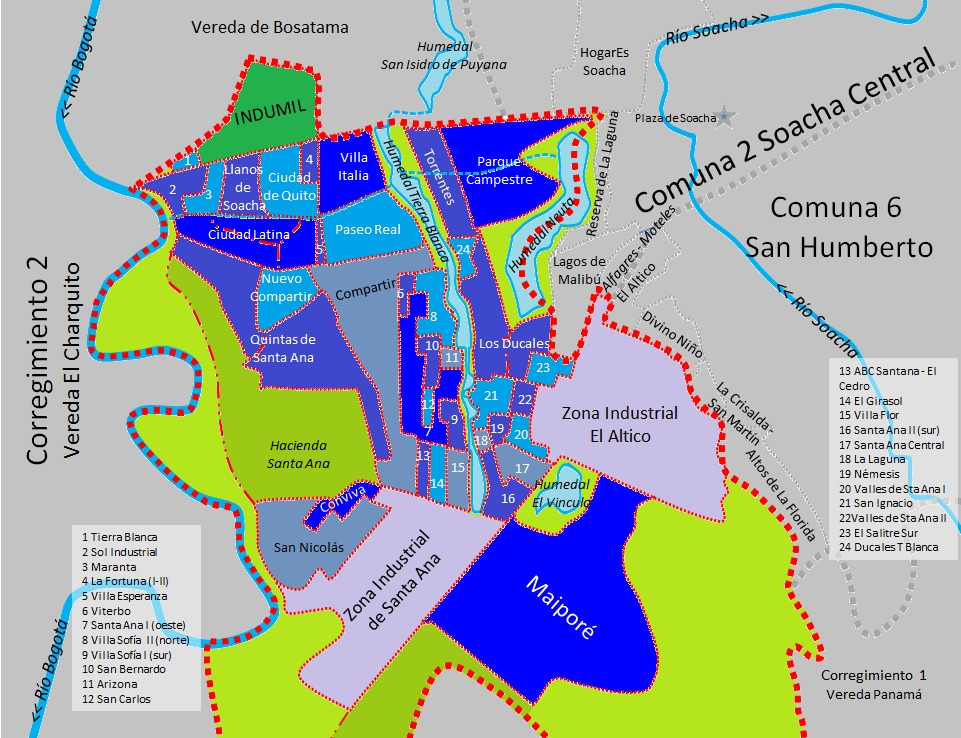 Vereda de Bosatama
<< Río Bogotá
Humedal
San Isidro de Puyana
HogarEs
Soacha
Río Soacha >>
Plaza de Soacha
Comuna 2 Soacha Central
INDUMIL
Comuna 6
San Humberto
1
2
3
Llanos
de
Soacha
Ciudad
de Quito
4
Villa
Italia
Humedal Tierra Blanca
Torrentes
Parque
Campestre
Humedal Neuta
Reserva de La Laguna
Ciudad Latina
5
Paseo Real
24
Lagos de
Malibú
Alfagres - Moteles
El Altico
Corregimiento 2
Vereda El Charquito
Nuevo
Compartir
Compartir
6
8
Divino Niño
<< Río Soacha
Quintas de
Santa Ana
10
11
Los Ducales
23
12
9
7
21
22
18
19
20
Zona Industrial
El Altico
La Crisalda-
San Martín
Altos de La Florida
Hacienda
Santa Ana
13
14
15
17
16
Humedal
El Vínculo
Conviva
San Nicolás
Zona Industrial
de Santa Ana
Maiporé
13 ABC Santana - El
Cedro
14 El Girasol
15 Villa Flor
16 Santa Ana II (sur)
17 Santa Ana Central
18 La Laguna
19 Némesis
20 Valles de Sta Ana I
21 San Ignacio
22Valles de Sta Ana II
23 El Salitre Sur
24 Ducales T Blanca
1 Tierra Blanca
2 Sol Industrial
3 Maranta
4 La Fortuna (I-II)
5 Villa Esperanza
6 Viterbo
7 Santa Ana I (oeste)
8 Villa Sofía II (norte)
9 Villa Sofía I (sur)
10 San Bernardo
11 Arizona
12 San Carlos
<< Río Bogotá
Corregimiento 1
Vereda Panamá